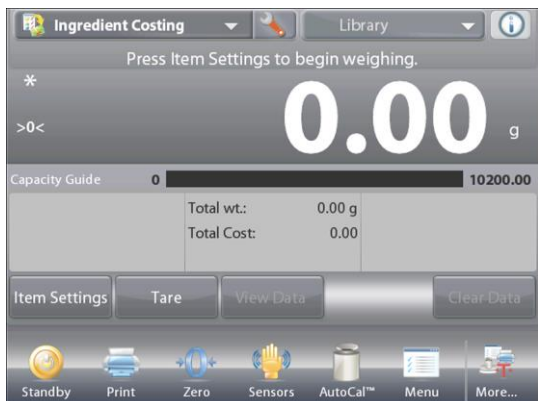 Ingredient Costing Library
Press Item Settings to begin weighing.
*
>0< 0.00 g
Capacity Guide 0 10200.00
Total wt.: 0.00 g
Total Cost: 0.00
Item Settings Tare View Data Clear Data
Standby Print Zero Sensors AutoCal™ Menu More...